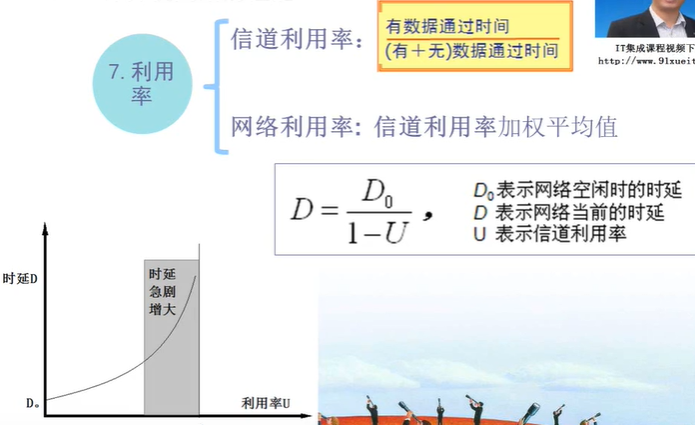 7. 利用
率
信道利用率：
有数据通过时间
(有＋无)数据通过时间
IT集成课程视频下
http://www.91xueit
网络利用率: 信道利用率加权平均值
D = D₀ / 1-U ，
D₀ 表示网络空闲时的时延
D 表示网络当前的时延
U 表示信道利用率
时延D
时延
急剧
增大
D。
利用率U